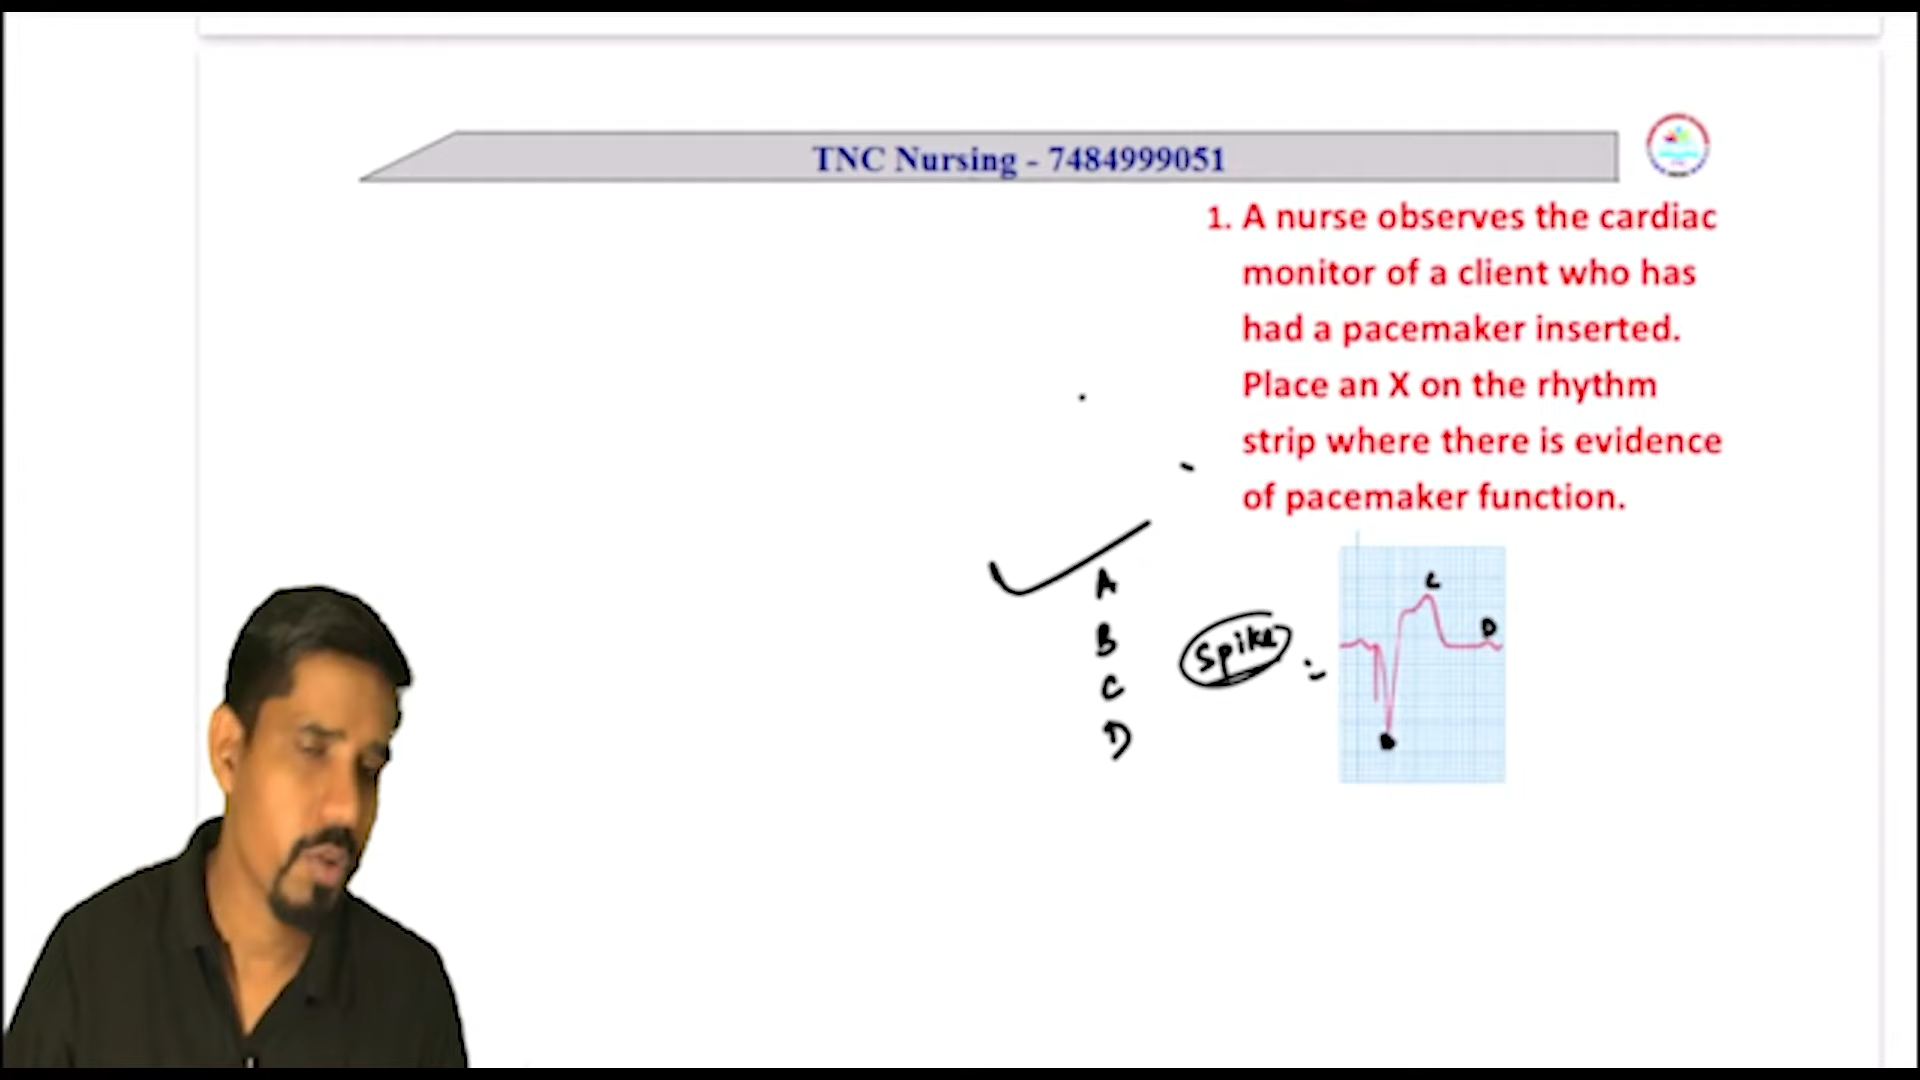 TNC Nursing - 7484999051
1. A nurse observes the cardiac
monitor of a client who has
had a pacemaker inserted.
Place an X on the rhythm
strip where there is evidence
of pacemaker function.
A
B
C
D
Spike
C
D